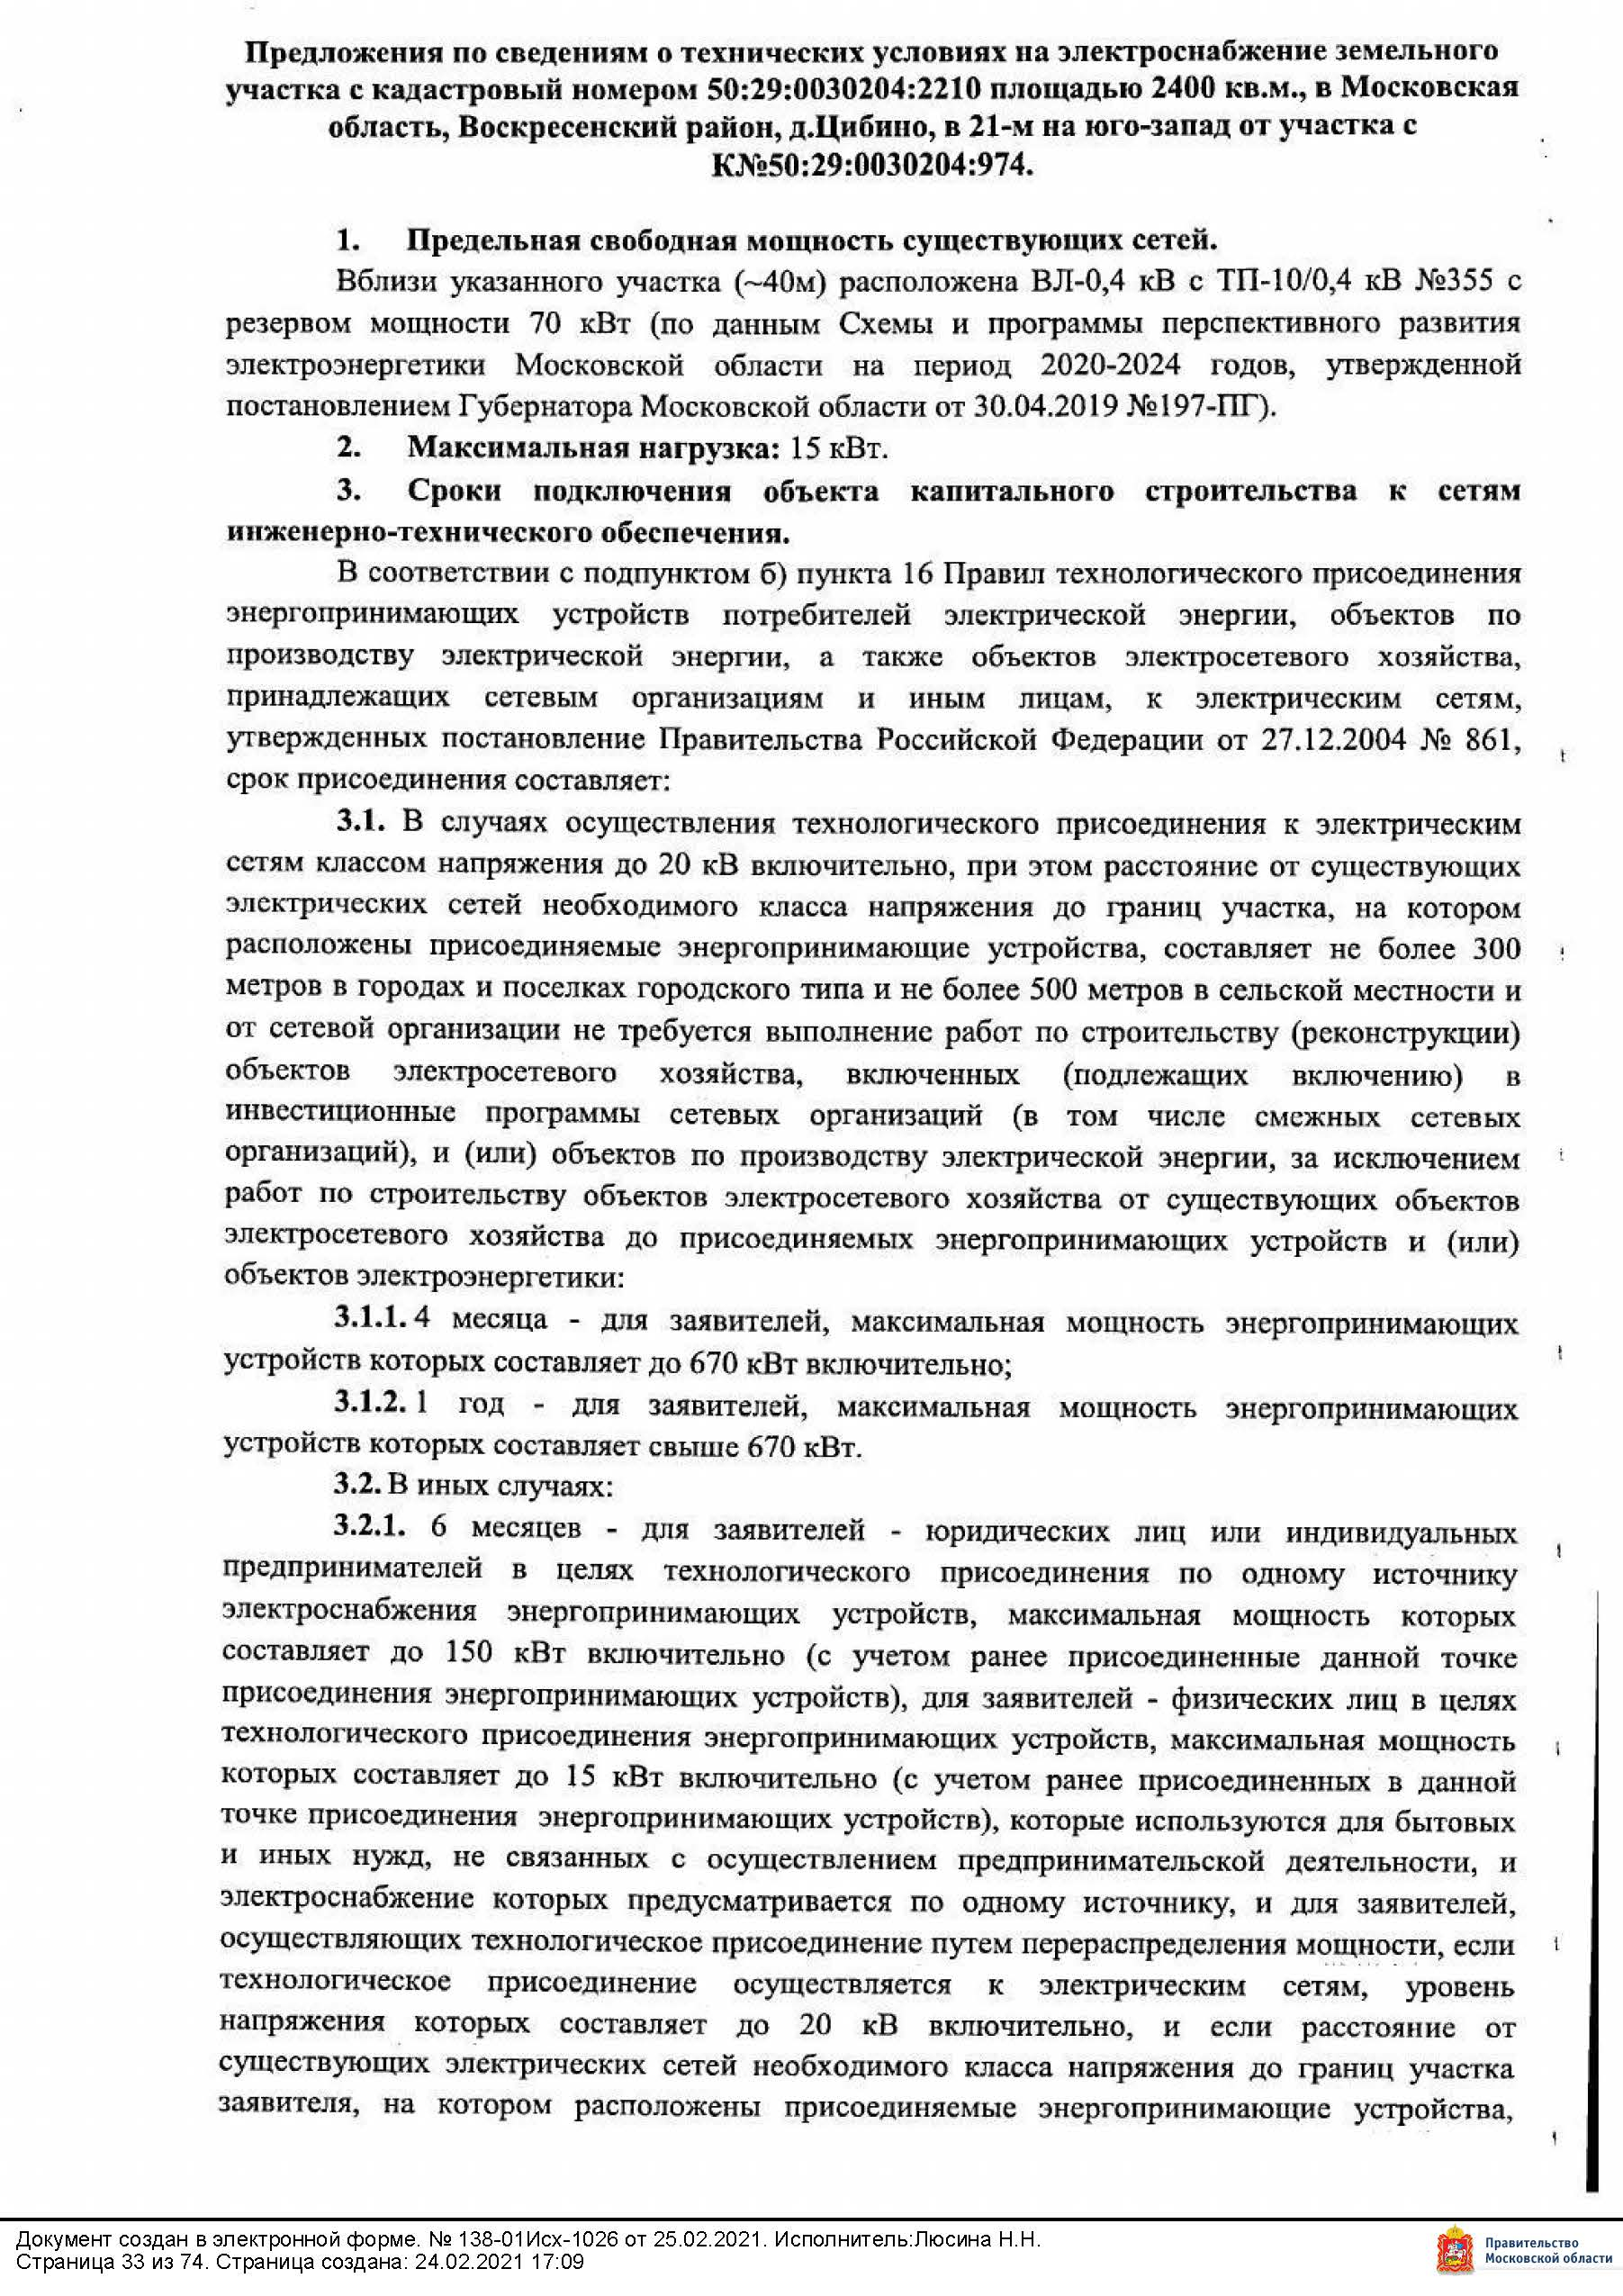 Предложения по сведениям о технических условиях на электроснабжение земельного
участка с кадастровый номером 50:29:0030204:2210 площадью 2400 кв.м., в Московская
область, Воскресенский район, д.Цибино, в 21-м на юго-запад от участка с
К№50:29:0030204:974.
1. Предельная свободная мощность существующих сетей.
Вблизи указанного участка (~40м) расположена ВЛ-0,4 кВ с ТП-10/0,4 кВ №355 с
резервом мощности 70 кВт (по данным Схемы и программы перспективного развития
электроэнергетики Московской области на период 2020-2024 годов, утвержденной
постановлением Губернатора Московской области от 30.04.2019 №197-ПГ).
2. Максимальная нагрузка: 15 кВт.
3. Сроки подключения объекта капитального строительства к сетям
инженерно-технического обеспечения.
В соответствии с подпунктом б) пункта 16 Правил технологического присоединения
энергопринимающих устройств потребителей электрической энергии, объектов по
производству электрической энергии, а также объектов электросетевого хозяйства,
принадлежащих сетевым организациям и иным лицам, к электрическим сетям,
утвержденных постановление Правительства Российской Федерации от 27.12.2004 № 861,
срок присоединения составляет:
3.1. В случаях осуществления технологического присоединения к электрическим
сетям классом напряжения до 20 кВ включительно, при этом расстояние от существующих
электрических сетей необходимого класса напряжения до границ участка, на котором
расположены присоединяемые энергопринимающие устройства, составляет не более 300
метров в городах и поселках городского типа и не более 500 метров в сельской местности и
от сетевой организации не требуется выполнение работ по строительству (реконструкции)
объектов электросетевого хозяйства, включенных (подлежащих включению) в
инвестиционные программы сетевых организаций (в том числе смежных сетевых
организаций), и (или) объектов по производству электрической энергии, за исключением
работ по строительству объектов электросетевого хозяйства от существующих объектов
электросетевого хозяйства до присоединяемых энергопринимающих устройств и (или)
объектов электроэнергетики:
3.1.1. 4 месяца - для заявителей, максимальная мощность энергопринимающих
устройств которых составляет до 670 кВт включительно;
3.1.2. 1 год - для заявителей, максимальная мощность энергопринимающих
устройств которых составляет свыше 670 кВт.
3.2. В иных случаях:
3.2.1. 6 месяцев - для заявителей - юридических лиц или индивидуальных
предпринимателей в целях технологического присоединения по одному источнику
электроснабжения энергопринимающих устройств, максимальная мощность которых
составляет до 150 кВт включительно (с учетом ранее присоединенные данной точке
присоединения энергопринимающих устройств), для заявителей - физических лиц в целях
технологического присоединения энергопринимающих устройств, максимальная мощность
которых составляет до 15 кВт включительно (с учетом ранее присоединенных в данной
точке присоединения энергопринимающих устройств), которые используются для бытовых
и иных нужд, не связанных с осуществлением предпринимательской деятельности, и
электроснабжение которых предусматривается по одному источнику, и для заявителей,
осуществляющих технологическое присоединение путем перераспределения мощности, если
технологическое присоединение осуществляется к электрическим сетям, уровень
напряжения которых составляет до 20 кВ включительно, и если расстояние от
существующих электрических сетей необходимого класса напряжения до границ участка
заявителя, на котором расположены присоединяемые энергопринимающие устройства,
Документ создан в электронной форме. № 138-01Исх-1026 от 25.02.2021. Исполнитель:Люсина Н.Н.
Страница 33 из 74. Страница создана: 24.02.2021 17:09
Правительство
Московской области